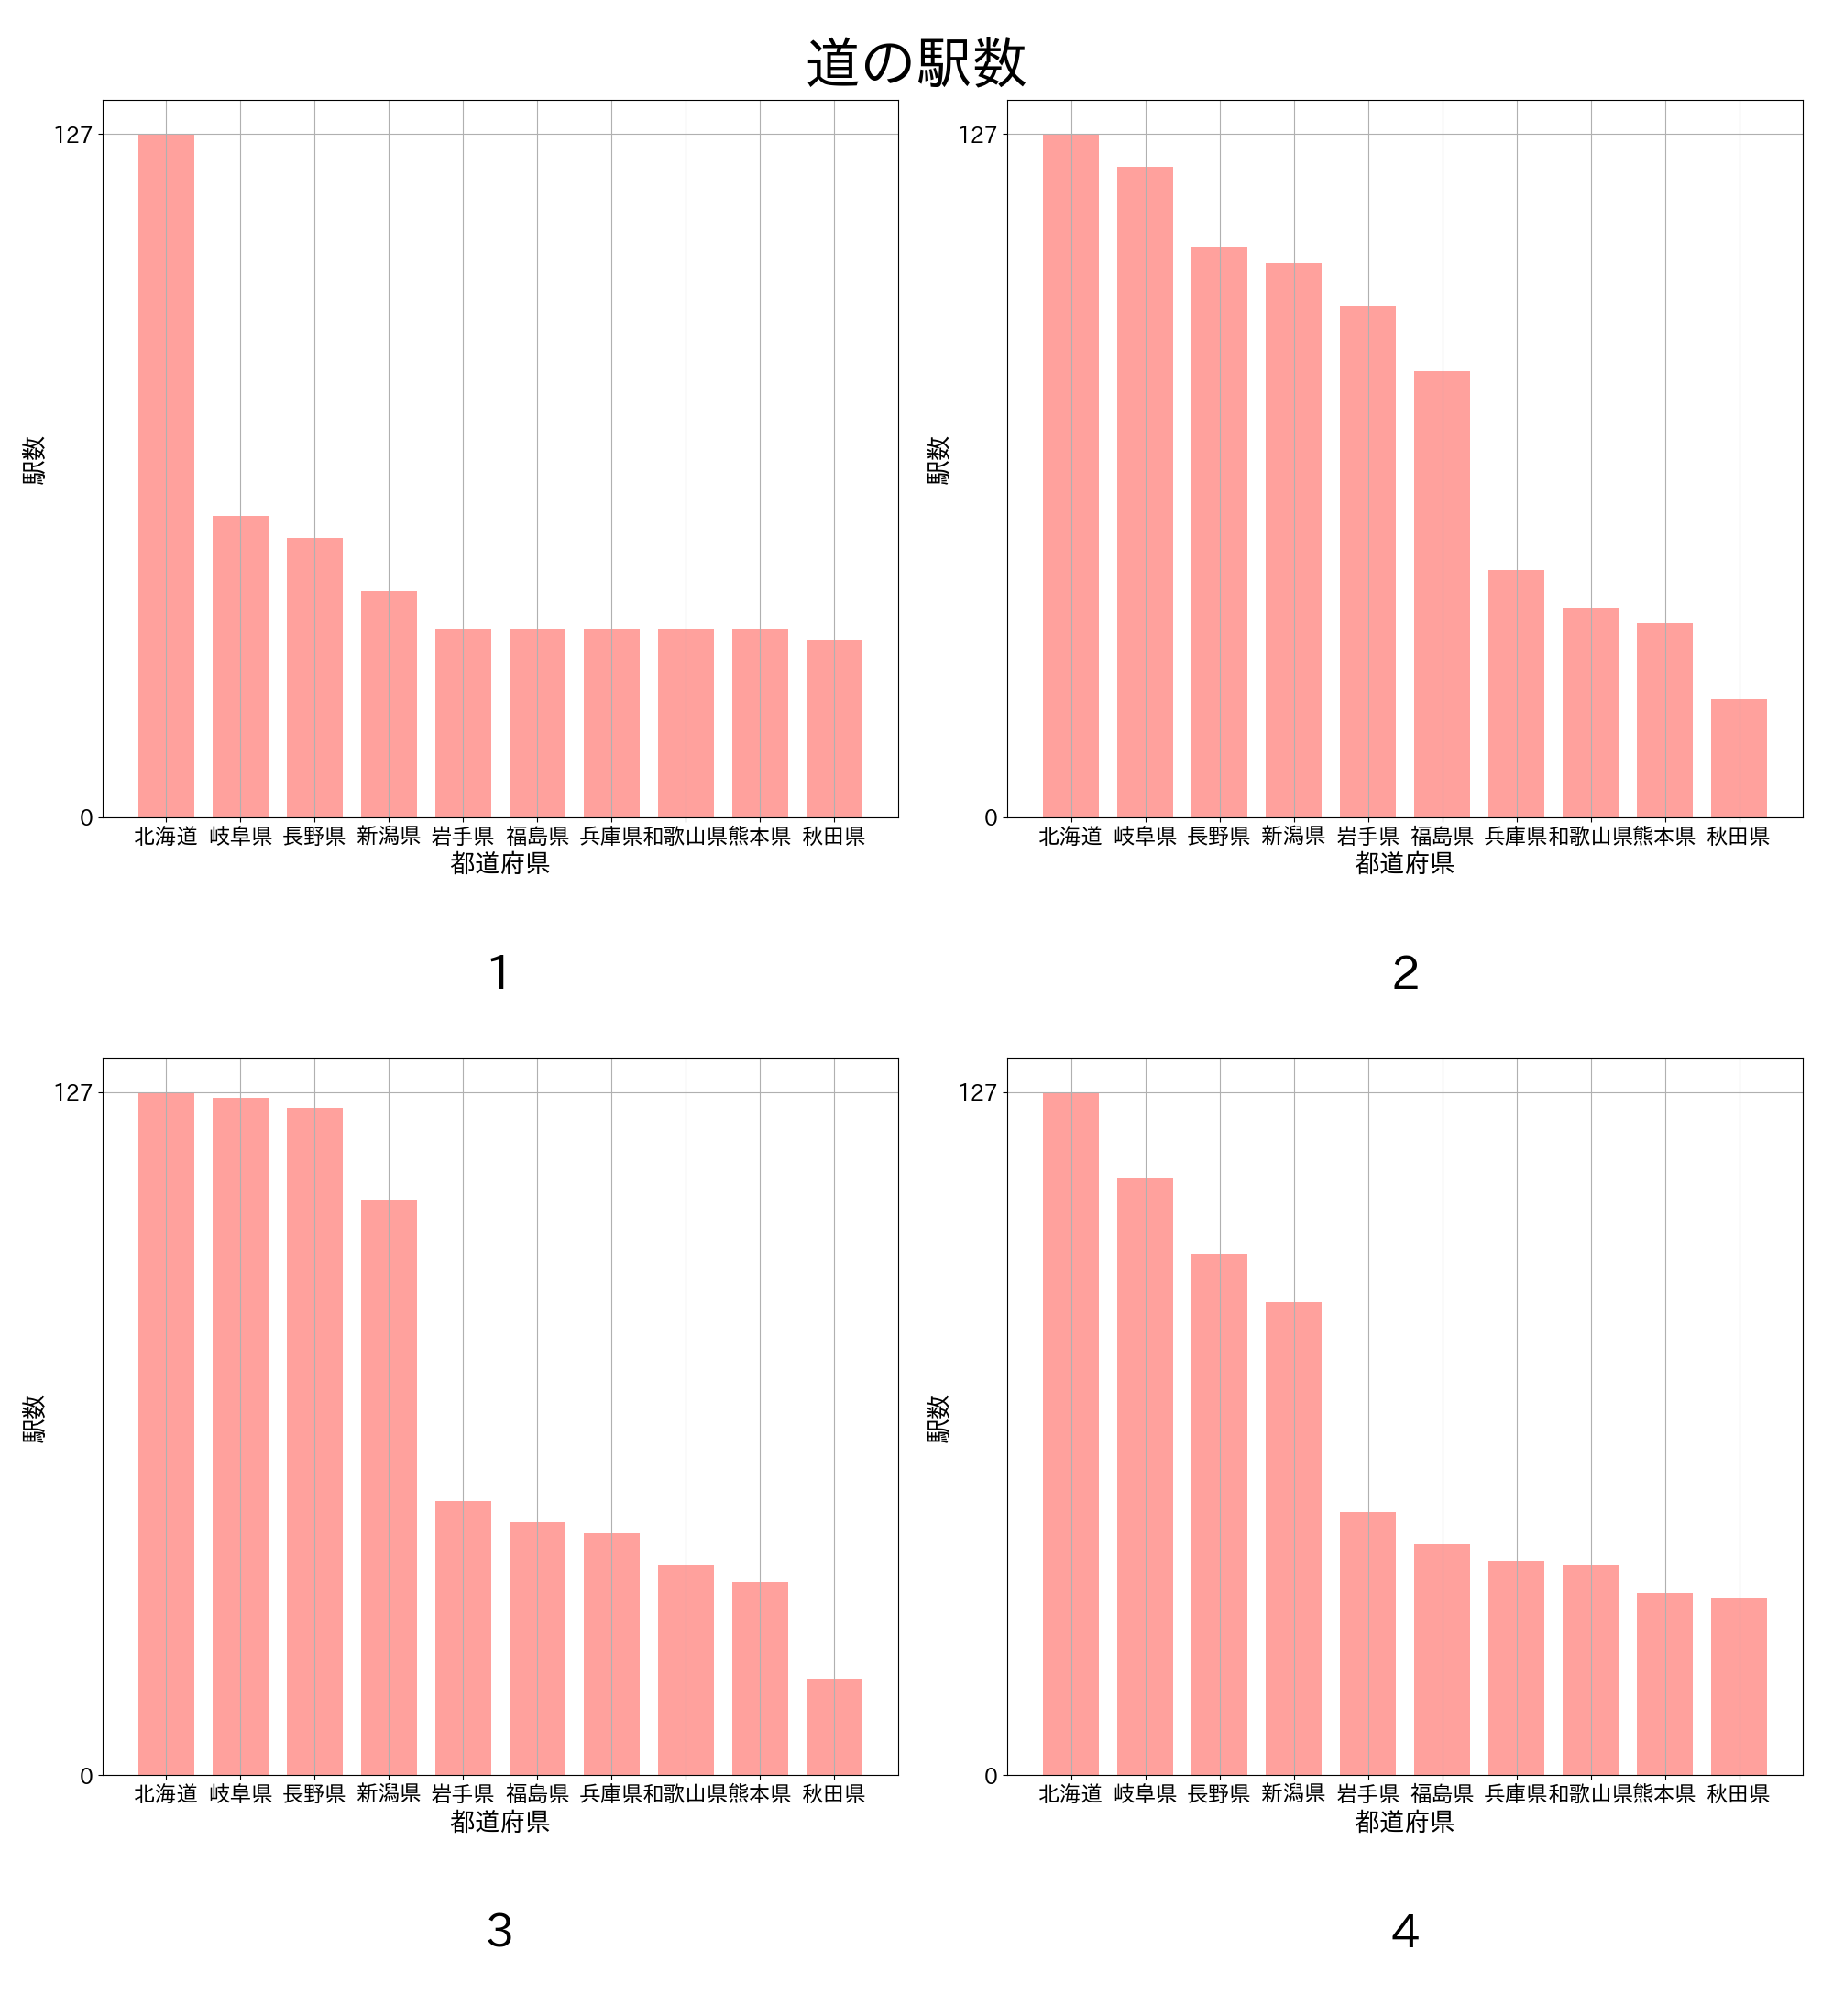 道の駅数
127
0
駅数
北海道 岐阜県 長野県 新潟県 岩手県 福島県 兵庫県 和歌山県 熊本県 秋田県
都道府県
1
127
0
駅数
北海道 岐阜県 長野県 新潟県 岩手県 福島県 兵庫県 和歌山県 熊本県 秋田県
都道府県
2
127
0
駅数
北海道 岐阜県 長野県 新潟県 岩手県 福島県 兵庫県 和歌山県 熊本県 秋田県
都道府県
3
127
0
駅数
北海道 岐阜県 長野県 新潟県 岩手県 福島県 兵庫県 和歌山県 熊本県 秋田県
都道府県
4